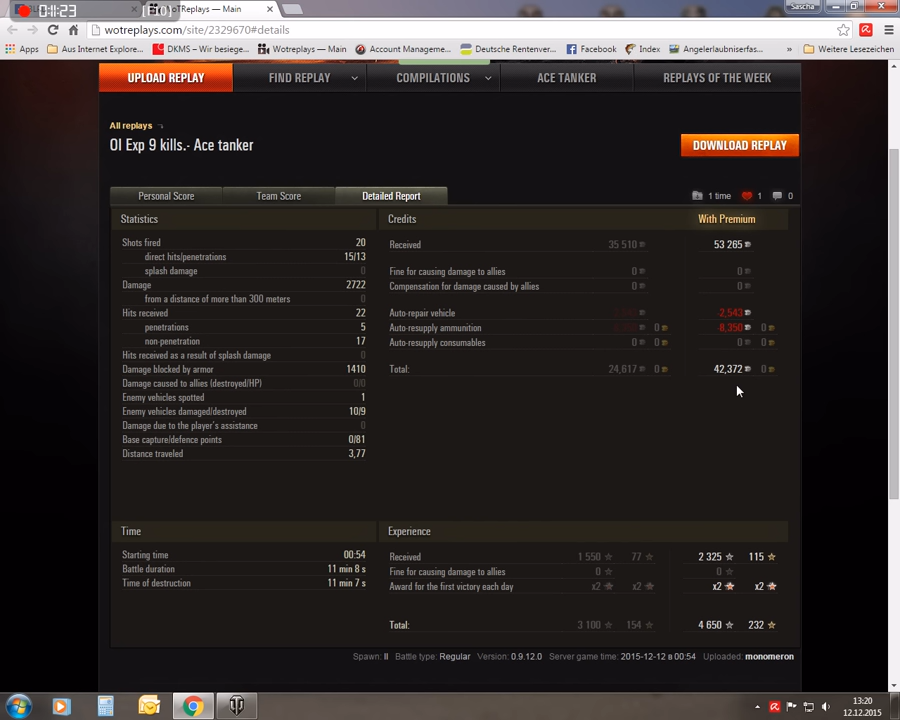 01:1:23 [F10]
WoTReplays — Main
Sascha
wotreplays.com/site/2329670#details
Apps Aus Internet Explore... DKMS – Wir besiege... Wotreplays — Main Account Manageme... Deutsche Rentenver... Facebook Index Angelerlaubniserfas... » Weitere Lesezeichen
UPLOAD REPLAY FIND REPLAY COMPILATIONS ACE TANKER REPLAYS OF THE WEEK
All replays
OI Exp 9 kills.- Ace tanker
DOWNLOAD REPLAY
Personal Score Team Score Detailed Report 1 time 1 0
Statistics Credits With Premium
Shots fired 20 Received 35 510 53 265
direct hits/penetrations 15/13
splash damage 0 Fine for causing damage to allies 0 0
Damage 2722 Compensation for damage caused by allies 0 0
from a distance of more than 300 meters 0
Hits received 22 Auto-repair vehicle -2,543
penetrations 5 Auto-resupply ammunition 0 -8,350 0
non-penetration 17 Auto-resupply consumables 0 0 0 0
Hits received as a result of splash damage 0
Damage blocked by armor 1410 Total: 24,617 0 42,372 0
Damage caused to allies (destroyed/HP) 0/0
Enemy vehicles spotted 1
Enemy vehicles damaged/destroyed 10/9
Damage due to the player's assistance 0
Base capture/defence points 0/81
Distance traveled 3,77
Time Experience
Starting time 00:54 Received 1 550 77 2 325 115
Battle duration 11 min 8 s Fine for causing damage to allies 0 0
Time of destruction 11 min 7 s Award for the first victory each day x2 x2 x2 x2
Total: 3 100 154 4 650 232
Spawn: II Battle type: Regular Version: 0.9.12.0 Server game time: 2015-12-12 в 00:54 Uploaded: monomeron
13:20
12.12.2015